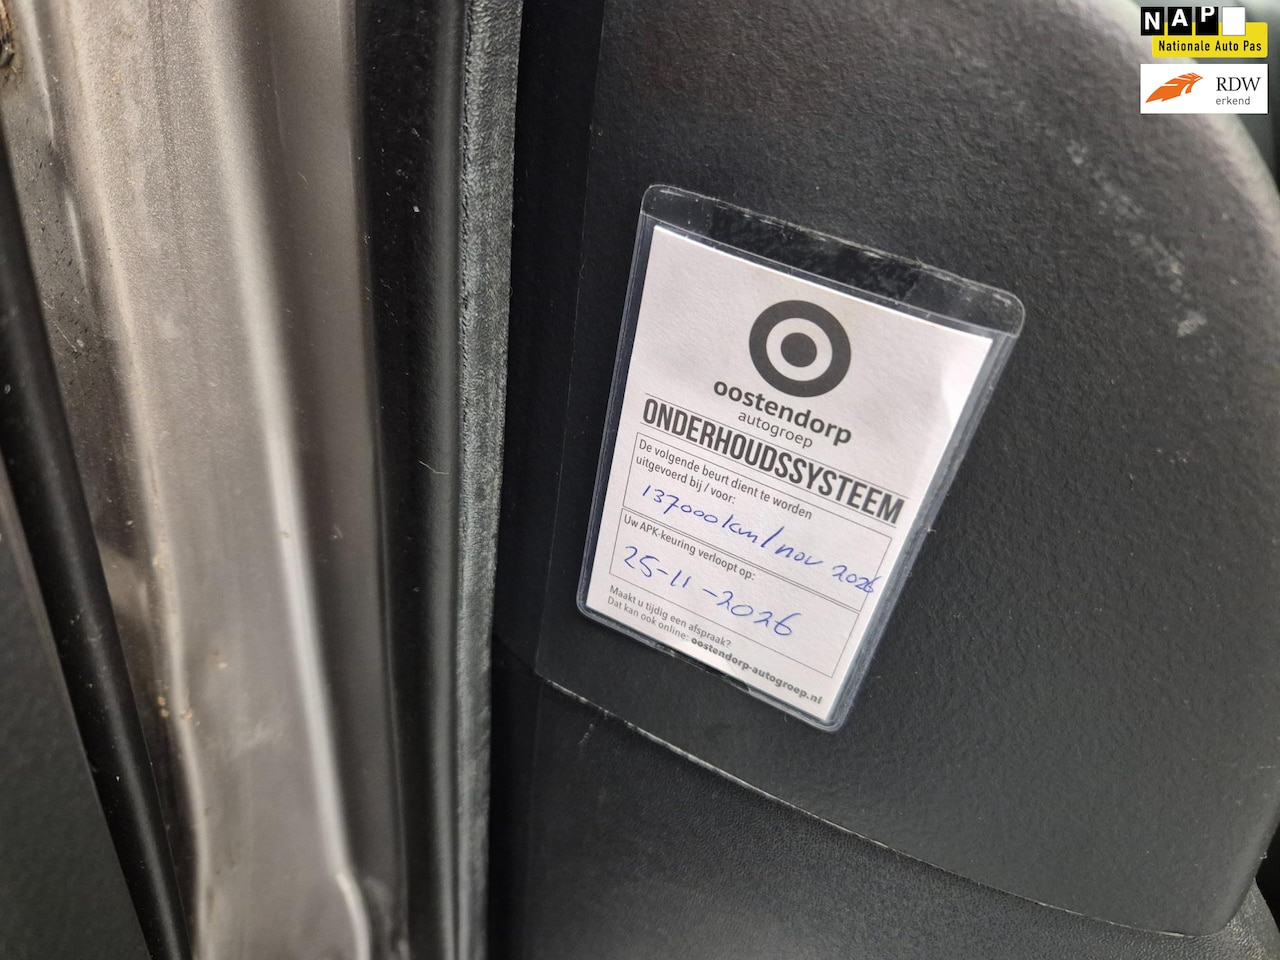 NAP
Nationale Auto Pas
RDW
erkend
oostendorp
autogroep
ONDERHOUDSSYSTEEM
De volgende beurt dient te worden
uitgevoerd bij / voor:
137000km/nov 2026
Uw APK-keuring verloopt op:
25-11-2026
Maakt u tijdig een afspraak?
Dat kan ook online: oostendorp-autogroep.nl